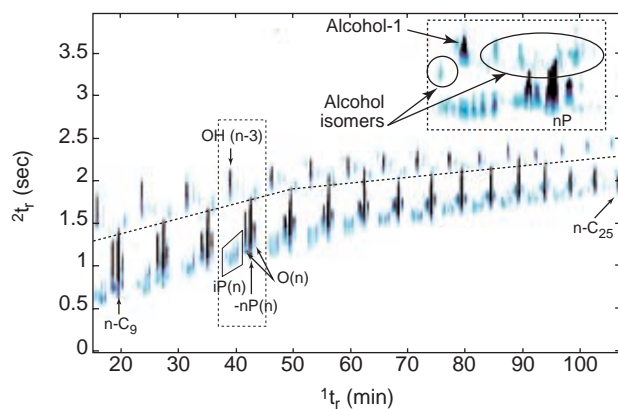 Alcohol-1
Alcohol
isomers
nP
3.5
3.0
2.5
2
1.5
1
0.5
0
²tᵣ (sec)
OH (n-3)
iP(n)
O(n)
-nP(n)
n-C₉
n-C₂₅
20 30 40 50 60 70 80 90 100
¹tᵣ (min)